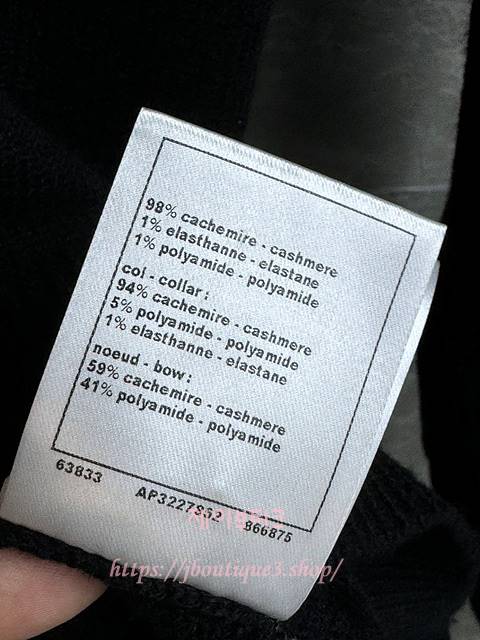 98% cachemire - cashmere
1% elasthanne - elastane
1% polyamide - polyamide
col - collar :
94% cachemire - cashmere
5% polyamide - polyamide
1% elasthanne - elastane
noeud - bow :
59% cachemire - cashmere
41% polyamide - polyamide
63833 AP3227852 866875
https://jboutique3.shop/